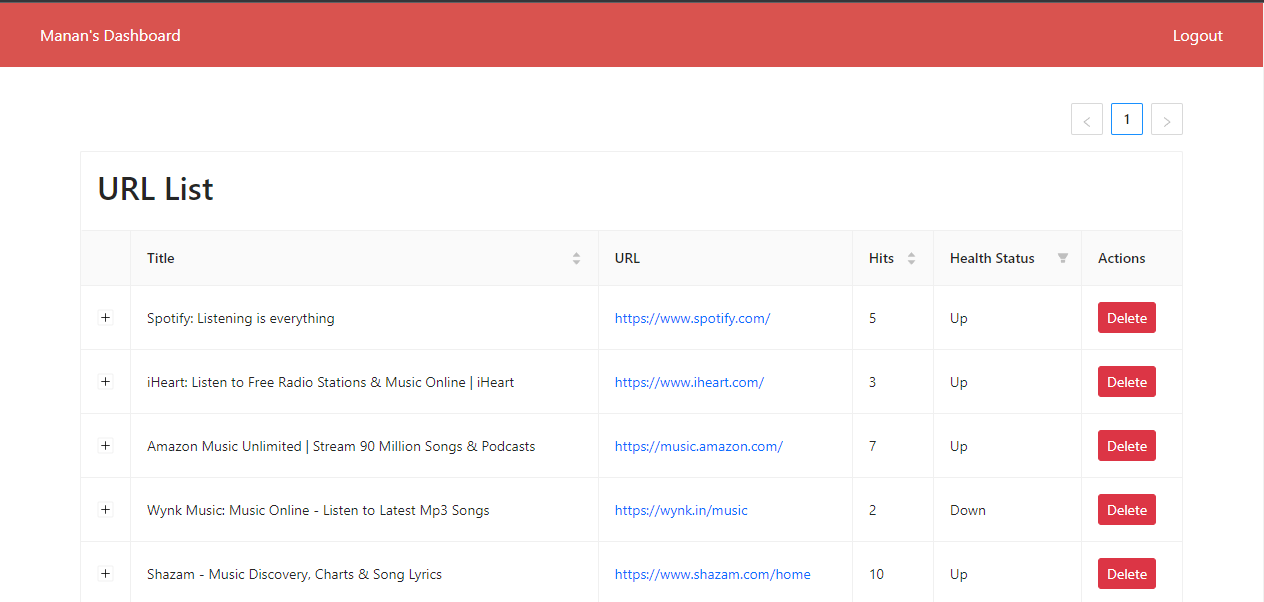 Manan's Dashboard Logout
< 1 >
URL List
Title URL Hits Health Status Actions
+ Spotify: Listening is everything https://www.spotify.com/ 5 Up Delete
+ iHeart: Listen to Free Radio Stations & Music Online | iHeart https://www.iheart.com/ 3 Up Delete
+ Amazon Music Unlimited | Stream 90 Million Songs & Podcasts https://music.amazon.com/ 7 Up Delete
+ Wynk Music: Music Online - Listen to Latest Mp3 Songs https://wynk.in/music 2 Down Delete
+ Shazam - Music Discovery, Charts & Song Lyrics https://www.shazam.com/home 10 Up Delete